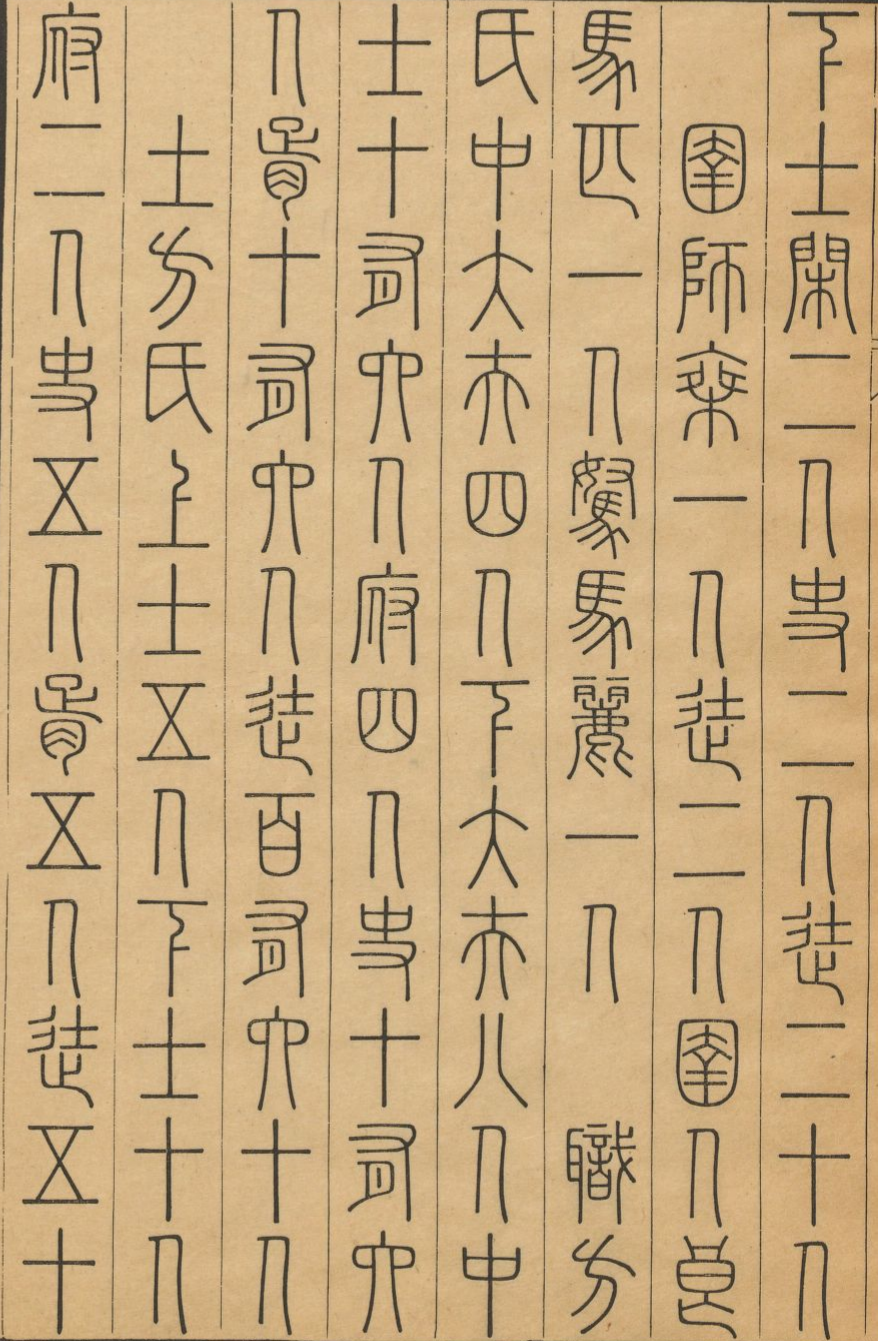 下士閑二人史二人徒二十人
圉師乘一人徒二人圉人良
馬匹一人駑馬麗一人　職方
氏中大夫四人下大夫八人中
士十有六人府四人史十有六
人胥十有六人徒百有六十人
土方氏上士五人下士十人
府二人史五人胥五人徒五十